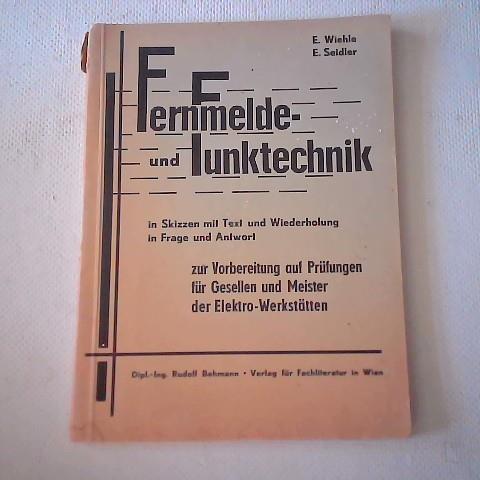 E. Wiehle
E. Seidler
Fernmelde-
und Funktechnik
in Skizzen mit Text und Wiederholung
in Frage und Antwort
zur Vorbereitung auf Prüfungen
für Gesellen und Meister
der Elektro-Werkstätten
Dipl.-Ing. Rudolf Bohmann • Verlag für Fachliteratur in Wien